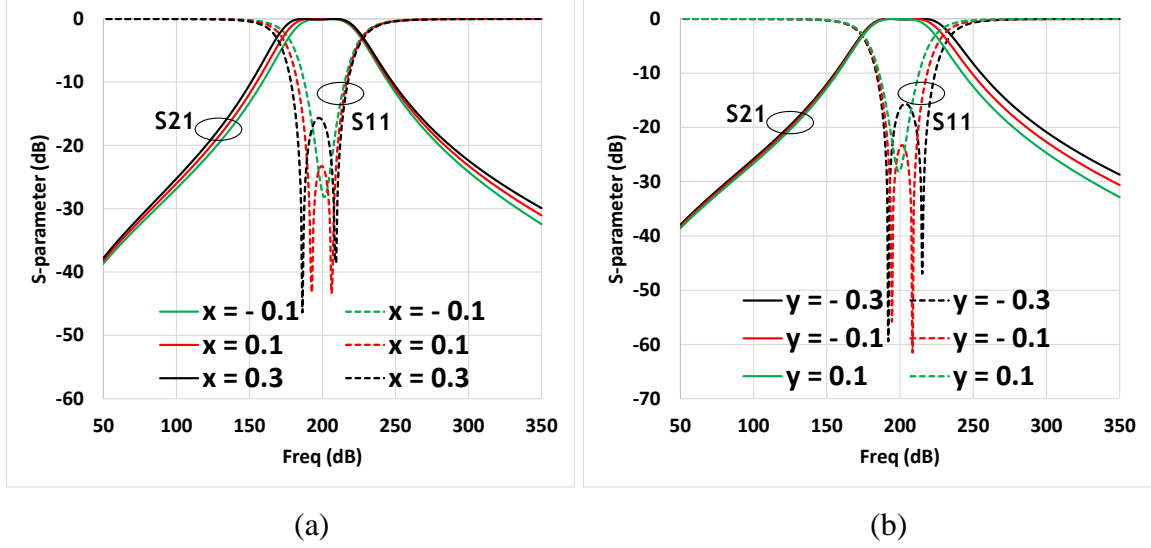 0
-10
-20
-30
-40
-50
-60
50 100 150 200 250 300 350
S-parameter (dB)
Freq (dB)
S21
S11
x = - 0.1 x = - 0.1
x = 0.1 x = 0.1
x = 0.3 x = 0.3
(a)
0
-10
-20
-30
-40
-50
-60
-70
50 100 150 200 250 300 350
S-parameter (dB)
Freq (dB)
S21
S11
y = - 0.3 y = - 0.3
y = - 0.1 y = - 0.1
y = 0.1 y = 0.1
(b)